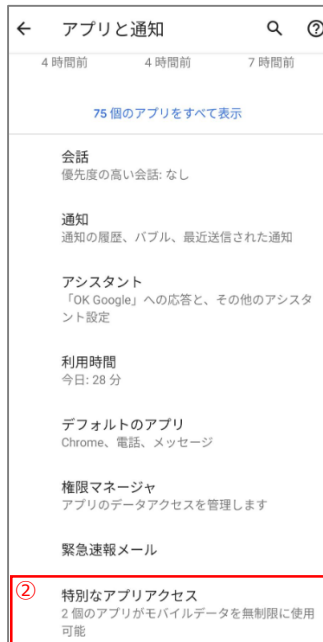 ← アプリと通知
4 時間前 4 時間前 7 時間前
75 個のアプリをすべて表示
会話
優先度の高い会話: なし
通知
通知の履歴、バブル、最近送信された通知
アシスタント
「OK Google」への応答と、その他のアシスタ
ント設定
利用時間
今日: 28 分
デフォルトのアプリ
Chrome、電話、メッセージ
権限マネージャ
アプリのデータアクセスを管理します
緊急速報メール
② 特別なアプリアクセス
2 個のアプリがモバイルデータを無制限に使用
可能